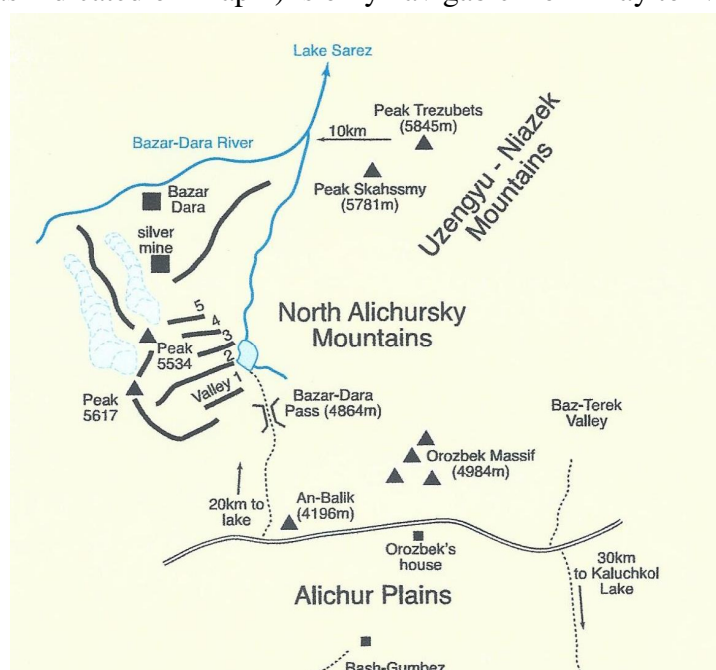 Lake Sarez
Peak Trezubets
(5845m)
10km
Bazar-Dara River
Peak Skahssmy
(5781m)
Uzengyu - Niazek
Mountains
Bazar
Dara
silver
mine
5
4
3
2
Valley 1
North Alichursky
Mountains
Peak
5534
Peak
5617
Bazar-Dara
Pass (4864m)
Baz-Terek
Valley
Orozbek Massif
(4984m)
20km to
lake
An-Balik
(4196m)
Orozbek's
house
30km
to Kaluchkol
Lake
Alichur Plains
Bash-Gumbez